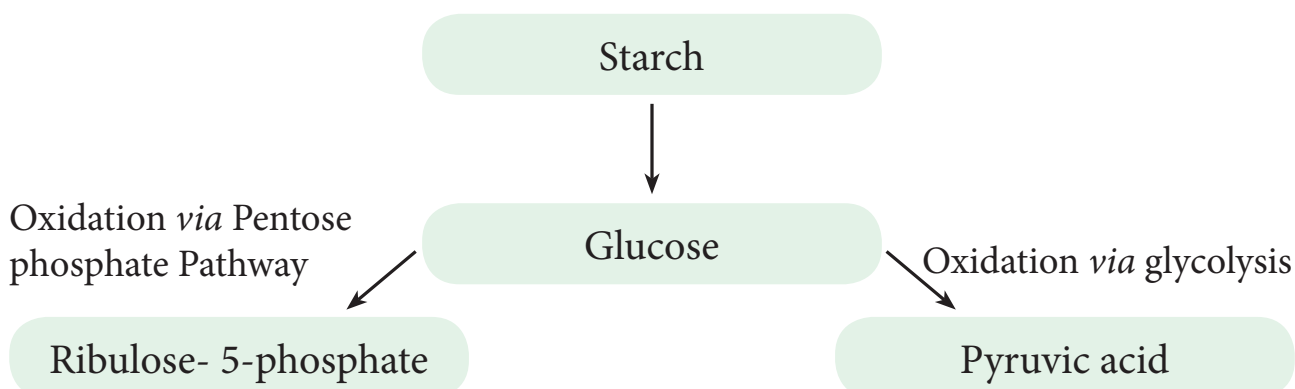 Starch
Oxidation via Pentose
phosphate Pathway
Glucose
Oxidation via glycolysis
Ribulose- 5-phosphate
Pyruvic acid